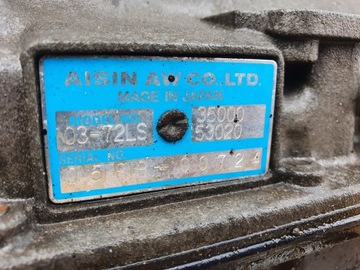 AISIN AW CO., LTD.
MADE IN JAPAN
MODEL NO.
03-72LS
35000
53020
SERIAL NO.